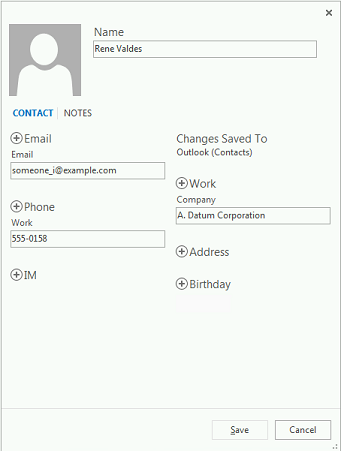 Name
Rene Valdes
CONTACT NOTES
Email
Email
someone_i@example.com
Phone
Work
555-0158
IM
Changes Saved To
Outlook (Contacts)
Work
Company
A. Datum Corporation
Address
Birthday
Save Cancel